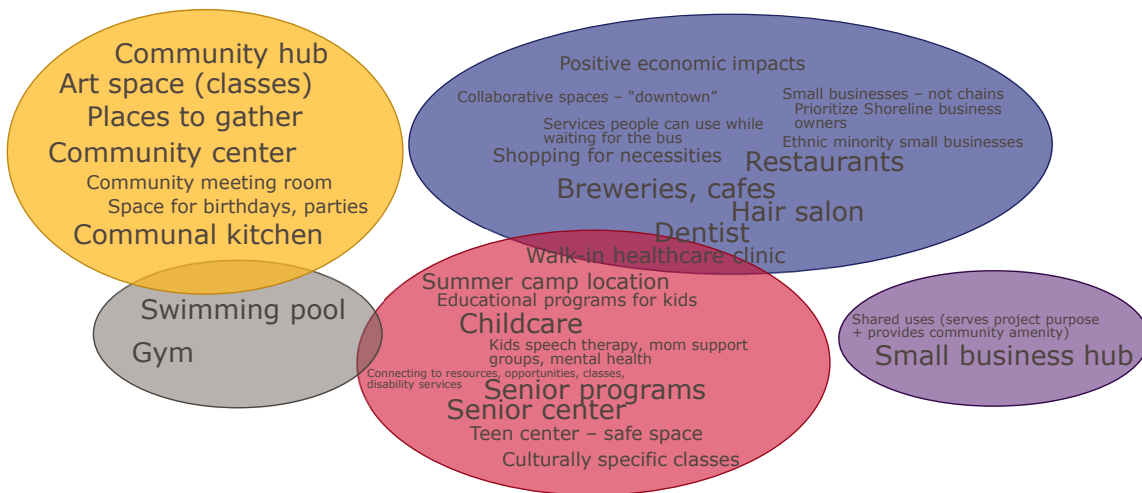 Community hub
Art space (classes)
Places to gather
Community center
Community meeting room
Space for birthdays, parties
Communal kitchen
Swimming pool
Gym
Positive economic impacts
Collaborative spaces – “downtown”
Small businesses – not chains
Prioritize Shoreline business
owners
Services people can use while
waiting for the bus
Ethnic minority small businesses
Shopping for necessities
Restaurants
Breweries, cafes
Hair salon
Dentist
Walk-in healthcare clinic
Summer camp location
Educational programs for kids
Childcare
Kids speech therapy, mom support
groups, mental health
Connecting to resources, opportunities, classes,
disability services
Senior programs
Senior center
Teen center – safe space
Culturally specific classes
Shared uses (serves project purpose
+ provides community amenity)
Small business hub